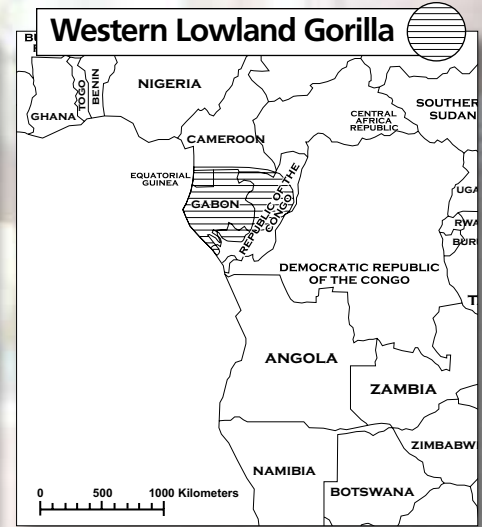 Western Lowland Gorilla
BU
GHANA
TOGO
BENIN
NIGERIA
CAMEROON
CENTRAL
AFRICA
REPUBLIC
SOUTHER
SUDAN
EQUATORIAL
GUINEA
GABON
REPUBLIC OF THE
CONGO
UGA
RWA
BUR
DEMOCRATIC REPUBLIC
OF THE CONGO
T
ANGOLA
ZAMBIA
ZIMBABW
NAMIBIA
BOTSWANA
0 500 1000 Kilometers